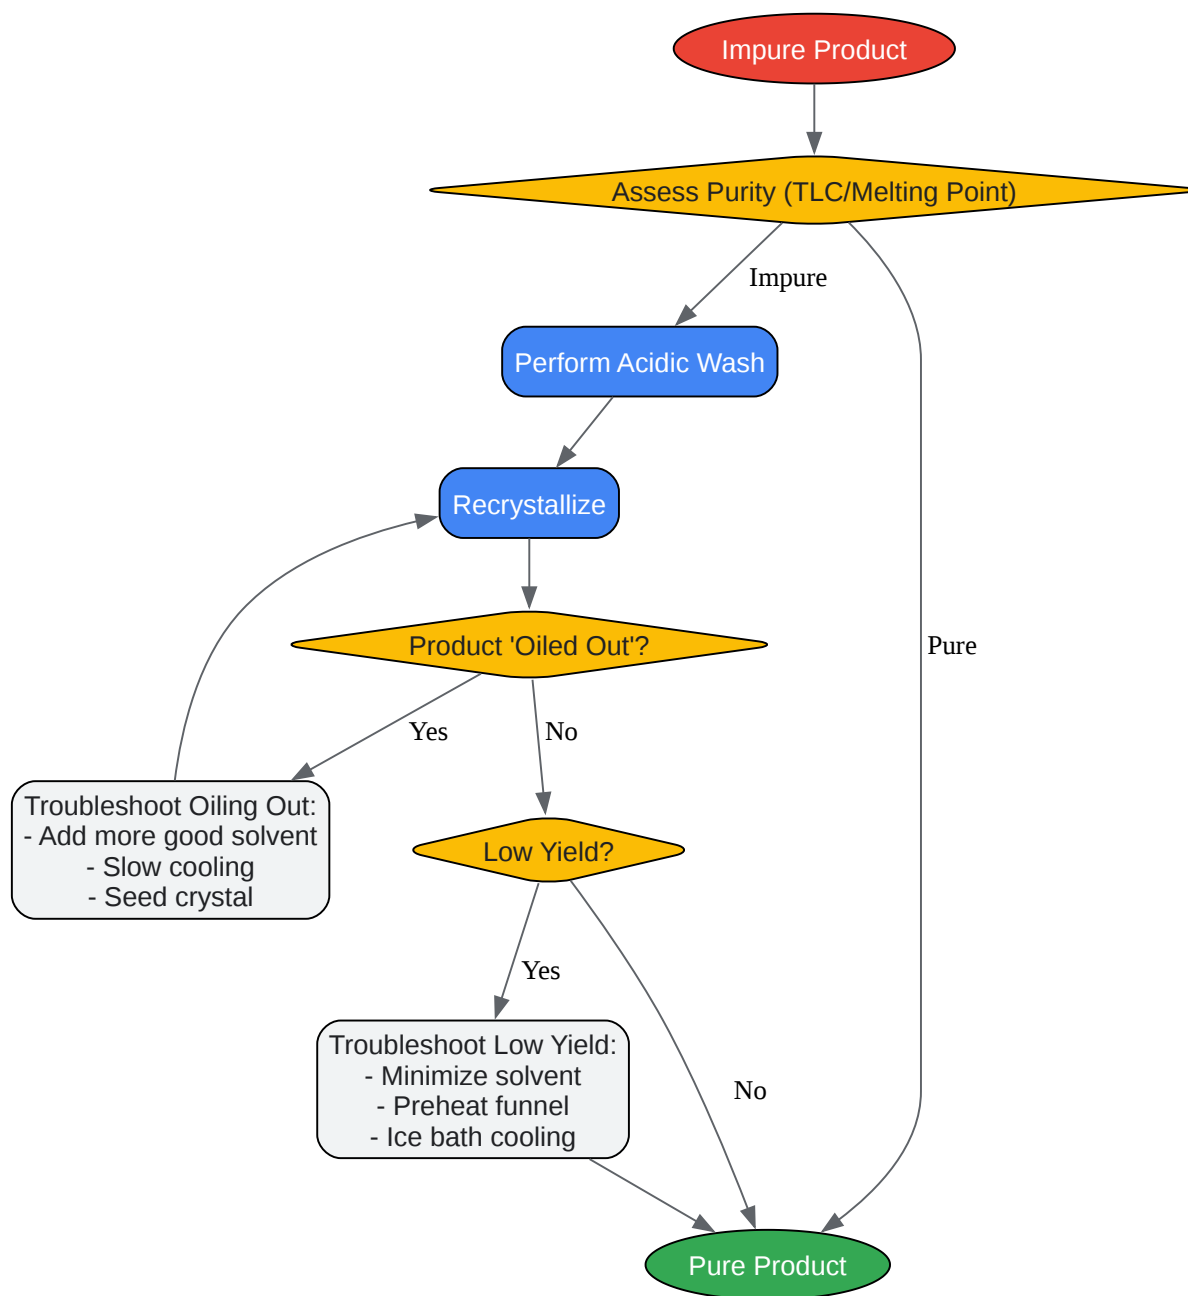 Impure Product
Assess Purity (TLC/Melting Point)
Impure
Perform Acidic Wash
Recrystallize
Product 'Oiled Out'?
Pure
Yes
No
Troubleshoot Oiling Out:
- Add more good solvent
- Slow cooling
- Seed crystal
Low Yield?
Yes
Troubleshoot Low Yield:
- Minimize solvent
- Preheat funnel
- Ice bath cooling
No
Pure Product